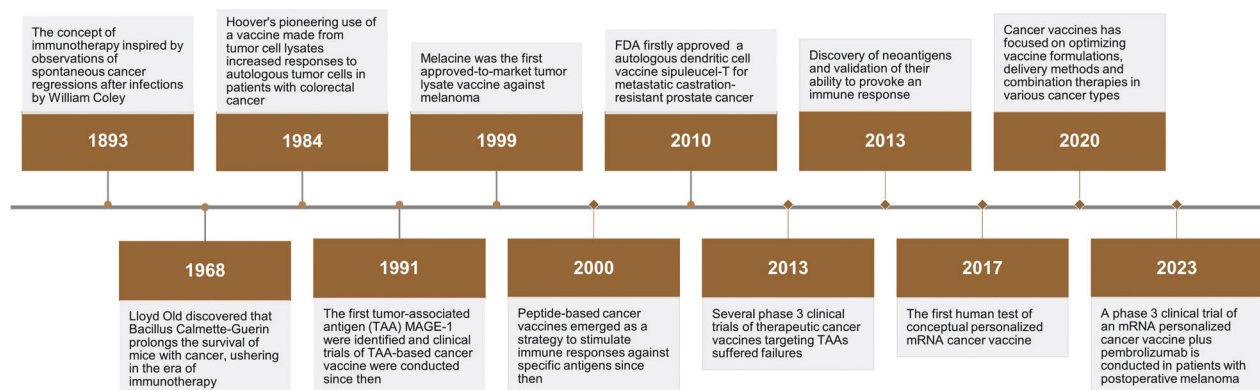 The concept of
immunotherapy inspired by
observations of
spontaneous cancer
regressions after infections
by William Coley
1893
Lloyd Old discovered that
Bacillus Calmette-Guerin
prolongs the survival of
mice with cancer, ushering
in the era of
immunotherapy
1968
Hoover's pioneering use of
a vaccine made from
tumor cell lysates
increased responses to
autologous tumor cells in
patients with colorectal
cancer
1984
1991
The first tumor-associated
antigen (TAA) MAGE-1
were identified and clinical
trials of TAA-based cancer
vaccine were conducted
since then
Melacine was the first
approved-to-market tumor
lysate vaccine against
melanoma
1999
2000
Peptide-based cancer
vaccines emerged as a
strategy to stimulate
immune responses against
specific antigens since
then
FDA firstly approved a
autologous dendritic cell
vaccine sipuleucel-T for
metastatic castration-
resistant prostate cancer
2010
2013
Several phase 3 clinical
trials of therapeutic cancer
vaccines targeting TAAs
suffered failures
Discovery of neoantigens
and validation of their
ability to provoke an
immune response
2013
2017
The first human test of
conceptual personalized
mRNA cancer vaccine
Cancer vaccines has
focused on optimizing
vaccine formulations,
delivery methods and
combination therapies in
various cancer types
2020
2023
A phase 3 clinical trial of
an mRNA personalized
cancer vaccine plus
pembrolizumab is
conducted in patients with
postoperative melanoma